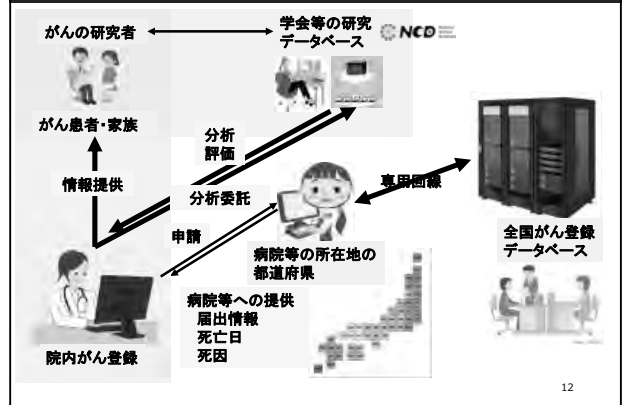 がんの研究者
学会等の研究
データベース
NCD
がん患者・家族
分析
評価
情報提供
分析委託
専用回線
申請
病院等の所在地の
都道府県
全国がん登録
データベース
病院等への提供
届出情報
死亡日
死因
院内がん登録
12